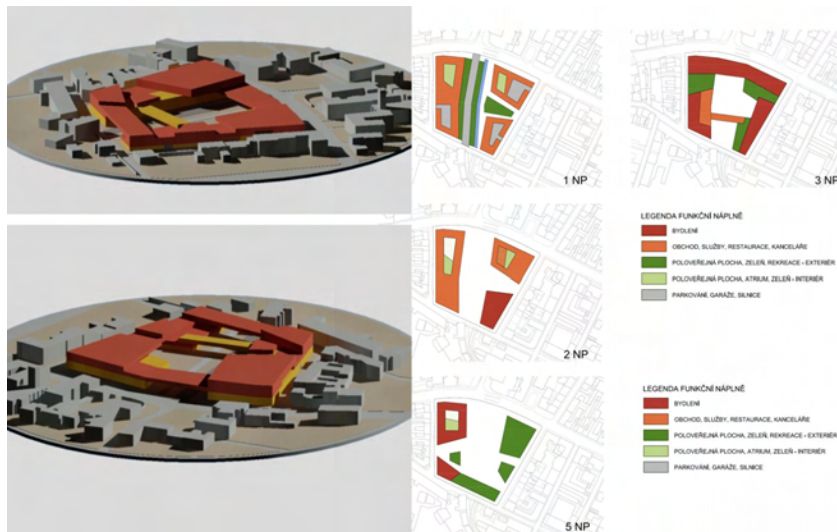 1 NP
3 NP
LEGENDA FUNKČNÍ NÁPLNĚ
BYDLENÍ
OBCHOD, SLUŽBY, RESTAURACE, KANCELÁŘE
POLOVEŘEJNÁ PLOCHA, ZELEŇ, REKREACE - EXTERIÉR
POLOVEŘEJNÁ PLOCHA, ATRIUM, ZELEŇ - INTERIÉR
PARKOVÁNÍ, GARÁŽE, SILNICE
2 NP
LEGENDA FUNKČNÍ NÁPLNĚ
BYDLENÍ
OBCHOD, SLUŽBY, RESTAURACE, KANCELÁŘE
POLOVEŘEJNÁ PLOCHA, ZELEŇ, REKREACE - EXTERIÉR
POLOVEŘEJNÁ PLOCHA, ATRIUM, ZELEŇ - INTERIÉR
PARKOVÁNÍ, GARÁŽE, SILNICE
5 NP